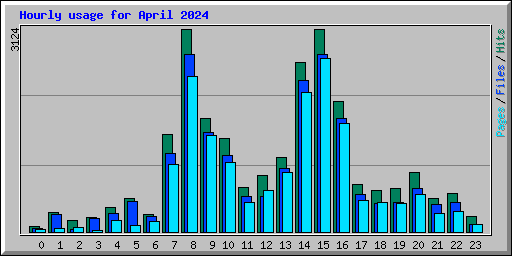 Hourly usage for April 2024
3124
Pages / Files / Hits
0 1 2 3 4 5 6 7 8 9 10 11 12 13 14 15 16 17 18 19 20 21 22 23